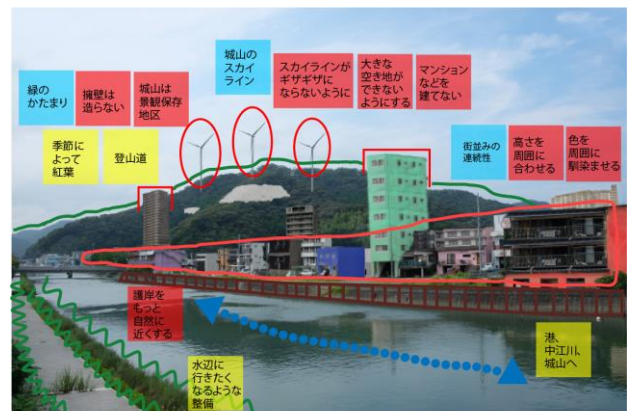 緑の
かたまり
擁壁は
造らない
城山は
景観保存
地区
城山の
スカイ
ライン
スカイラインが
ギザギザに
ならないように
大きな
空き地が
できない
ようにする
マンション
などを
建てない
季節に
よって
紅葉
登山道
街並みの
連続性
高さを
周囲に
合わせる
色を
周囲に
馴染ませる
護岸を
もっと
自然に
近くする
水辺に
行きたく
なるような
整備
港、
中江川、
城山へ